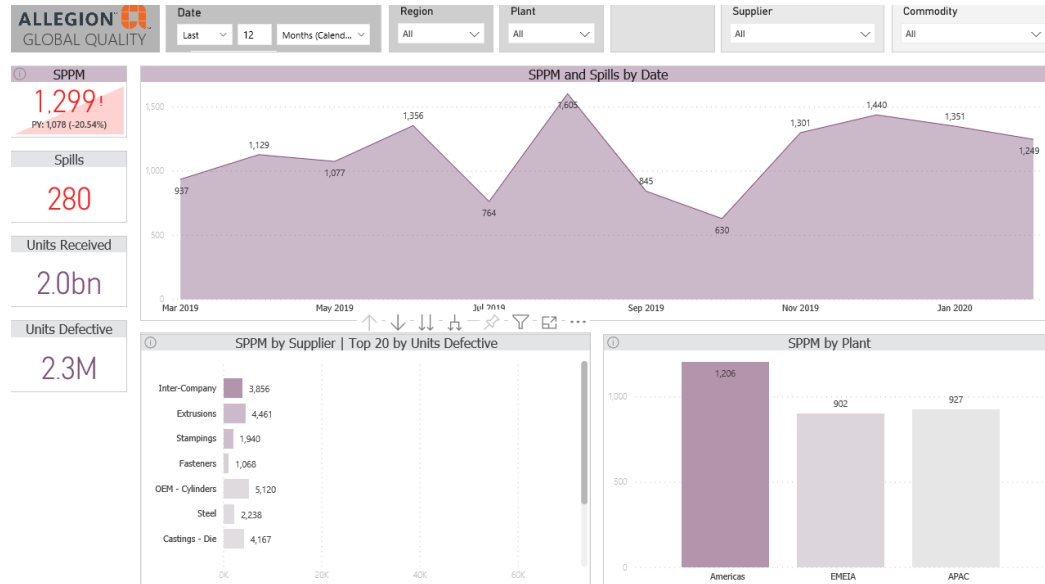 ALLEGION™
GLOBAL QUALITY
Date
Last
12
Months (Calend...
Region
All
Plant
All
Supplier
All
Commodity
All
SPPM
1,299!
PY: 1,078 (-20.54%)
Spills
280
Units Received
2.0bn
Units Defective
2.3M
SPPM and Spills by Date
1,500
1,000
500
0
937
1,129
1,077
1,356
764
1,605
845
630
1,301
1,440
1,351
1,249
Mar 2019
May 2019
Jul 2019
Sep 2019
Nov 2019
Jan 2020
SPPM by Supplier | Top 20 by Units Defective
Inter-Company 3,856
Extrusions 4,461
Stampings 1,940
Fasteners 1,068
OEM - Cylinders 5,120
Steel 2,238
Castings - Die 4,167
0K 20K 40K 60K
SPPM by Plant
1,000
500
0
1,206
902
927
Americas
EMEIA
APAC